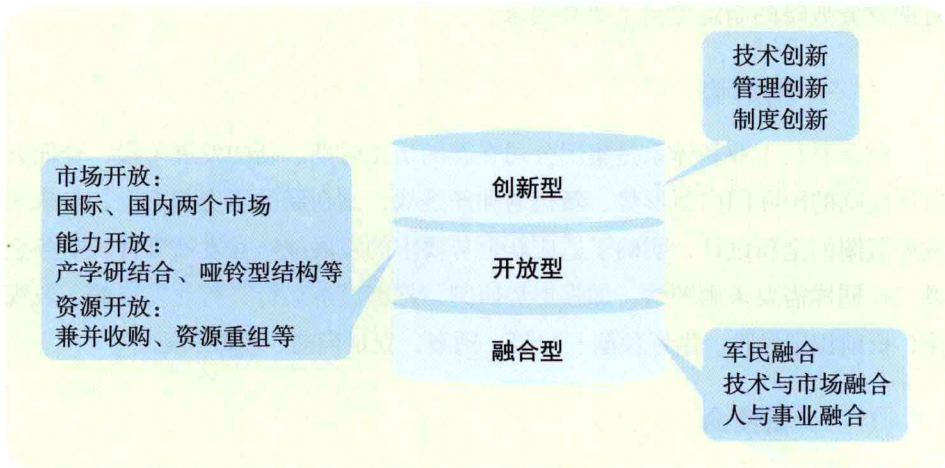 技术创新
管理创新
制度创新
创新型
市场开放：
国际、国内两个市场
能力开放：
产学研结合、哑铃型结构等
资源开放：
兼并收购、资源重组等
开放型
融合型
军民融合
技术与市场融合
人与事业融合